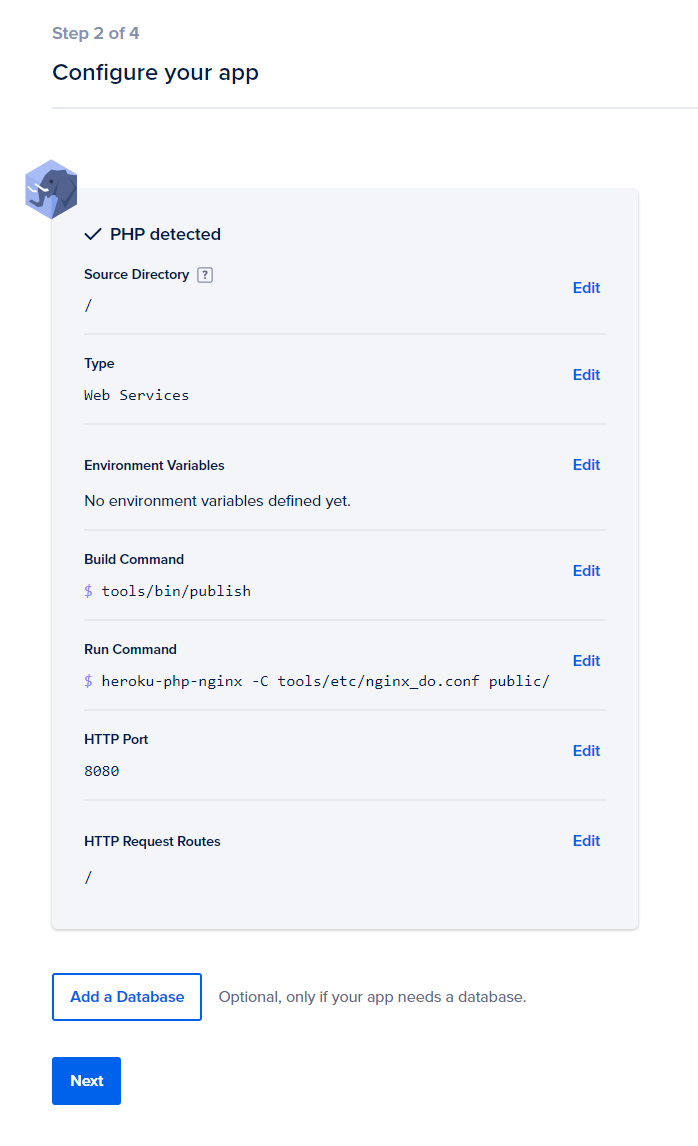 Step 2 of 4
Configure your app
PHP detected
Source Directory ?
Edit
/
Type
Edit
Web Services
Environment Variables
Edit
No environment variables defined yet.
Build Command
Edit
$ tools/bin/publish
Run Command
Edit
$ heroku-php-nginx -C tools/etc/nginx_do.conf public/
HTTP Port
Edit
8080
HTTP Request Routes
Edit
/
Add a Database Optional, only if your app needs a database.
Next